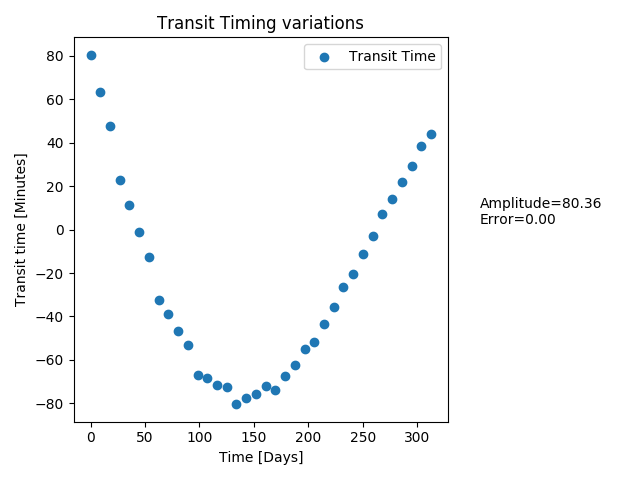 Transit Timing variations
Transit Time
Transit time [Minutes]
80
60
40
20
0
−20
−40
−60
−80
0 50 100 150 200 250 300
Time [Days]
Amplitude=80.36
Error=0.00